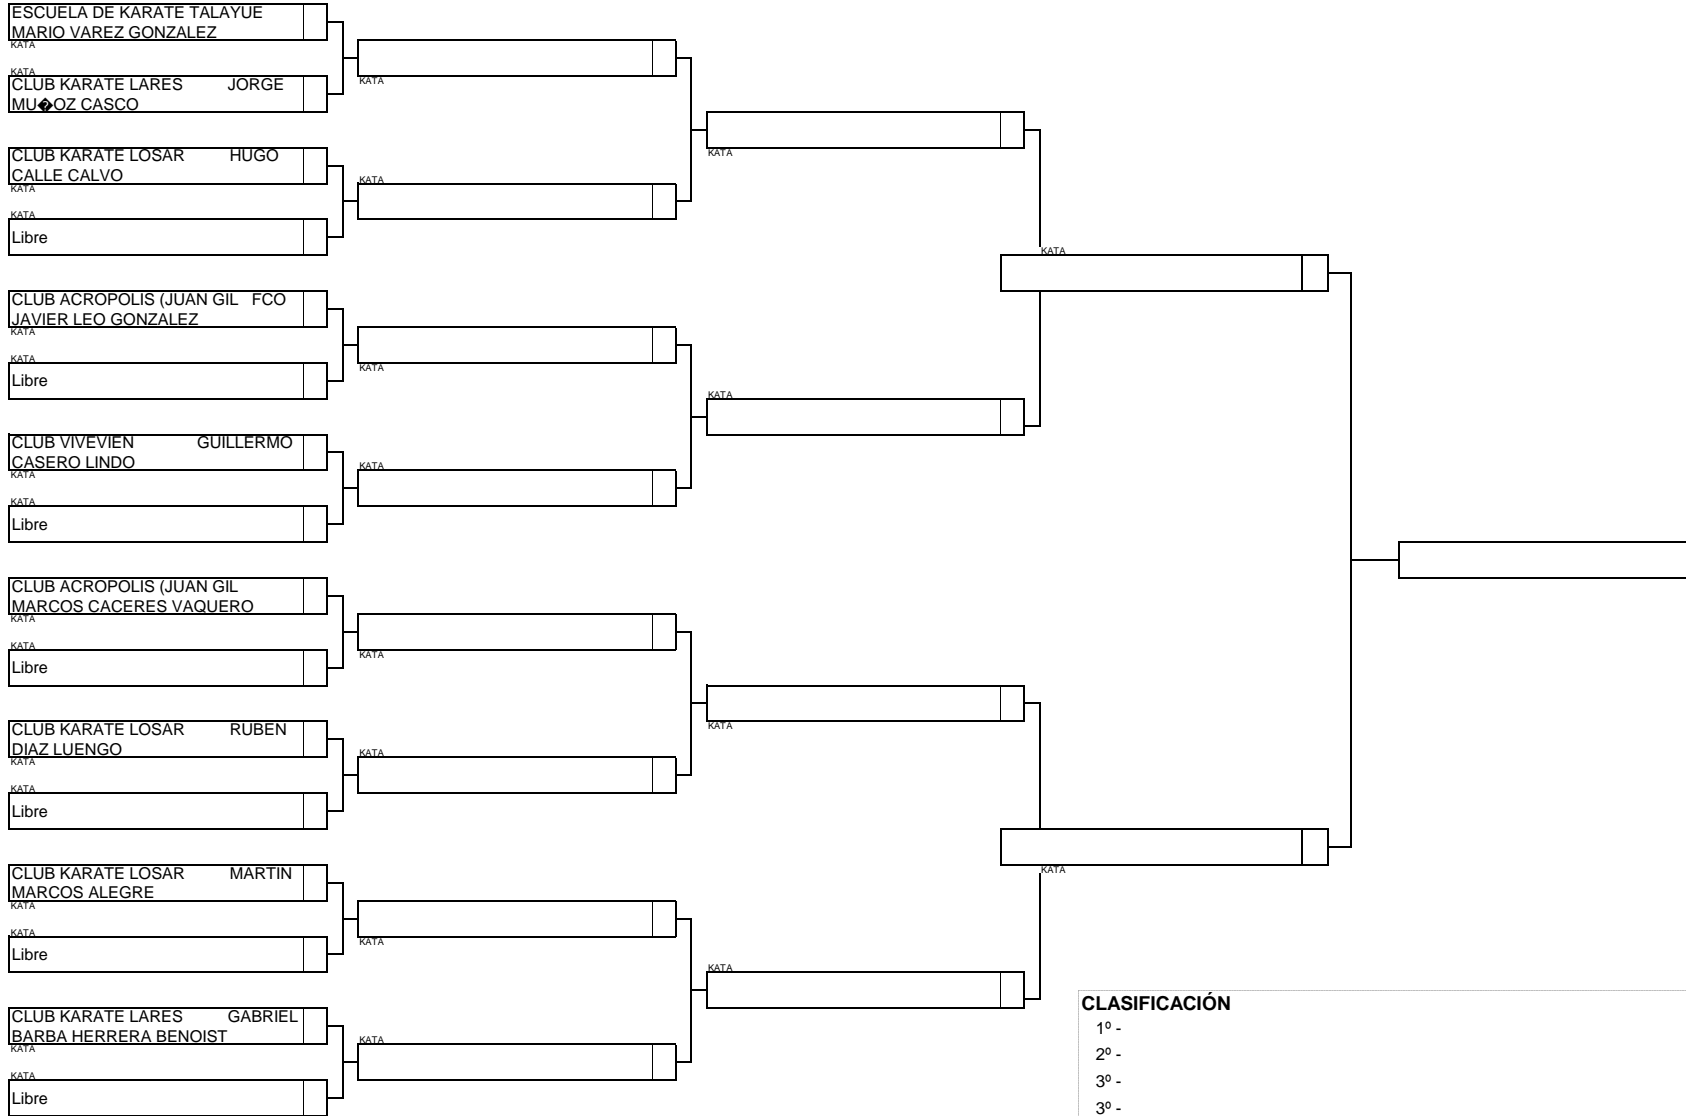 ESCUELA DE KARATE TALAYUE
MARIO VAREZ GONZALEZ
KATA
KATA
CLUB KARATE LARES JORGE
MU�OZ CASCO
CLUB KARATE LOSAR HUGO
CALLE CALVO
KATA
KATA
Libre
CLUB ACROPOLIS (JUAN GIL FCO
JAVIER LEO GONZALEZ
KATA
KATA
Libre
CLUB VIVEVIEN GUILLERMO
CASERO LINDO
KATA
KATA
Libre
CLUB ACROPOLIS (JUAN GIL
MARCOS CACERES VAQUERO
KATA
KATA
Libre
CLUB KARATE LOSAR RUBEN
DIAZ LUENGO
KATA
KATA
Libre
CLUB KARATE LOSAR MARTIN
MARCOS ALEGRE
KATA
KATA
Libre
CLUB KARATE LARES GABRIEL
BARBA HERRERA BENOIST
KATA
KATA
Libre
KATA
KATA
KATA
KATA
KATA
KATA
KATA
KATA
KATA
KATA
KATA
KATA
KATA
KATA
CLASIFICACIÓN
1º -
2º -
3º -
3º -